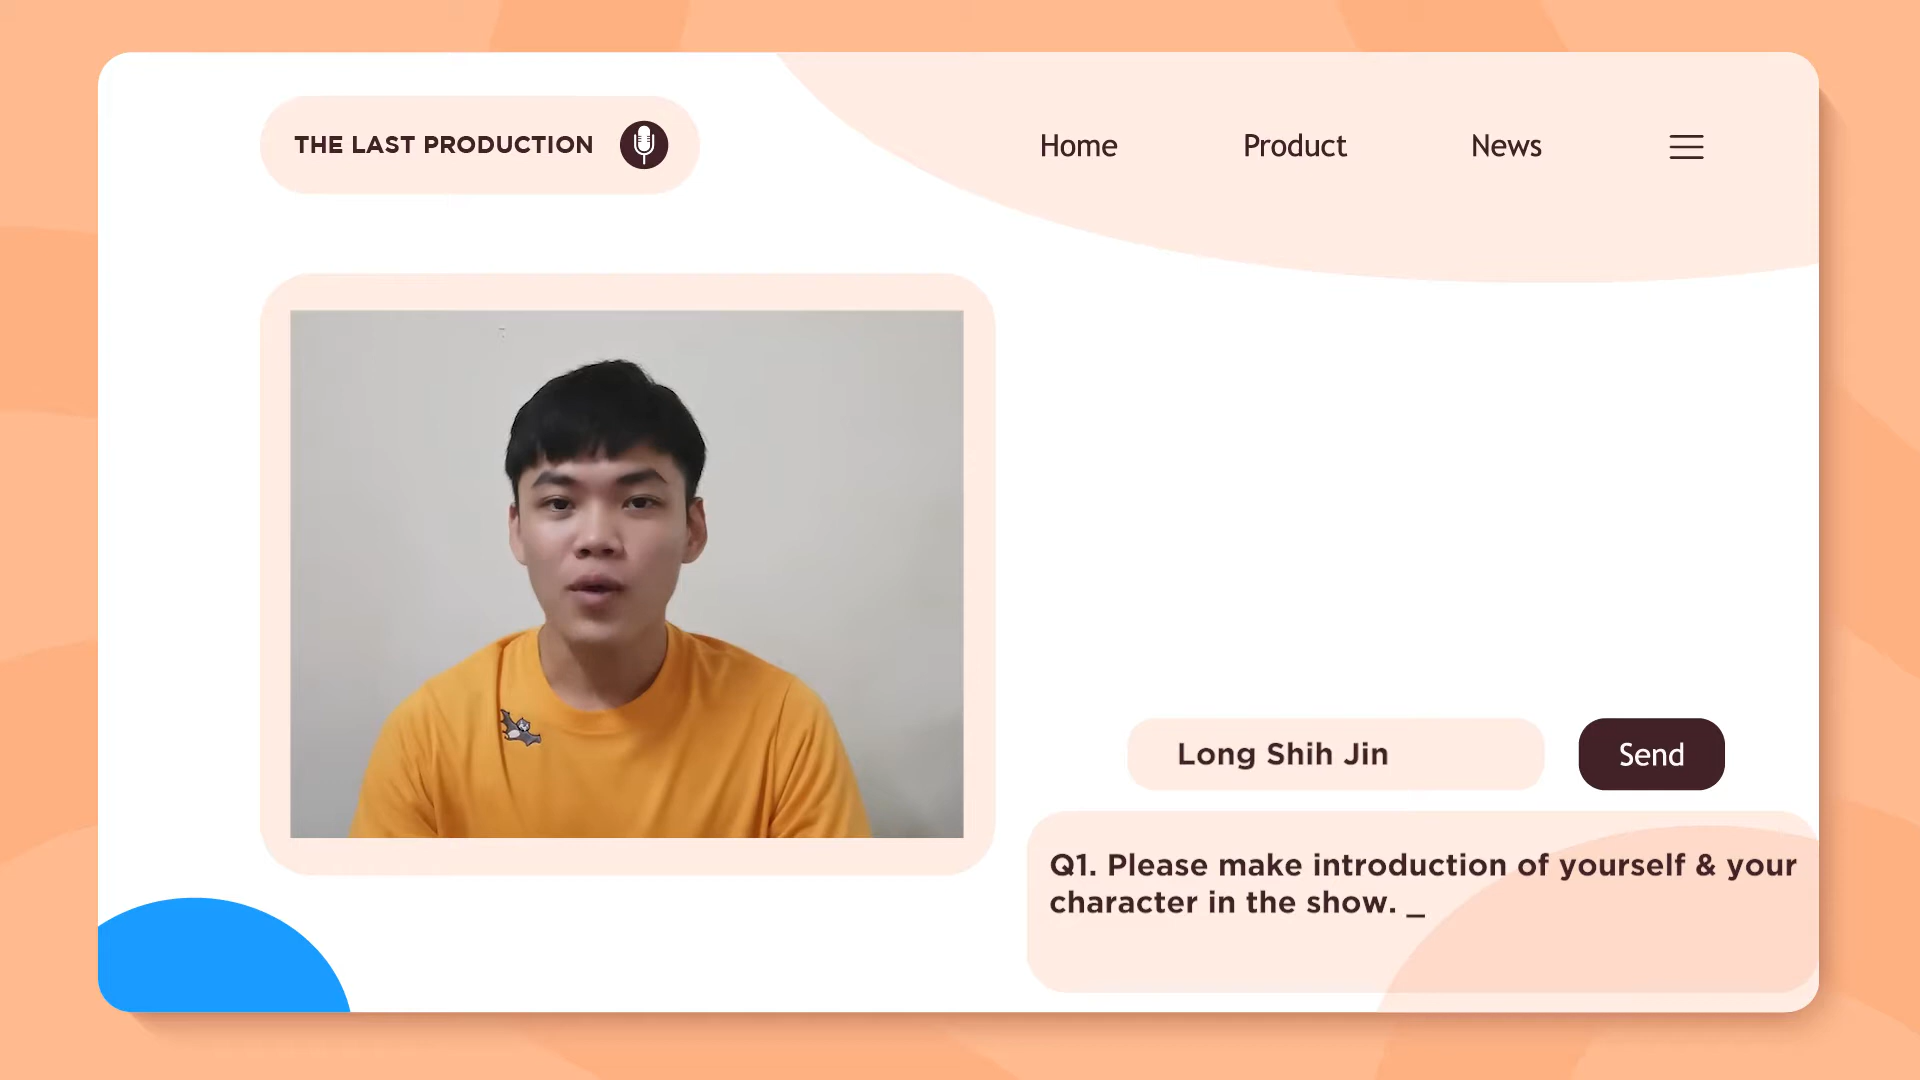 THE LAST PRODUCTION
Home
Product
News
Long Shih Jin
Send
Q1. Please make introduction of yourself & your
character in the show. _